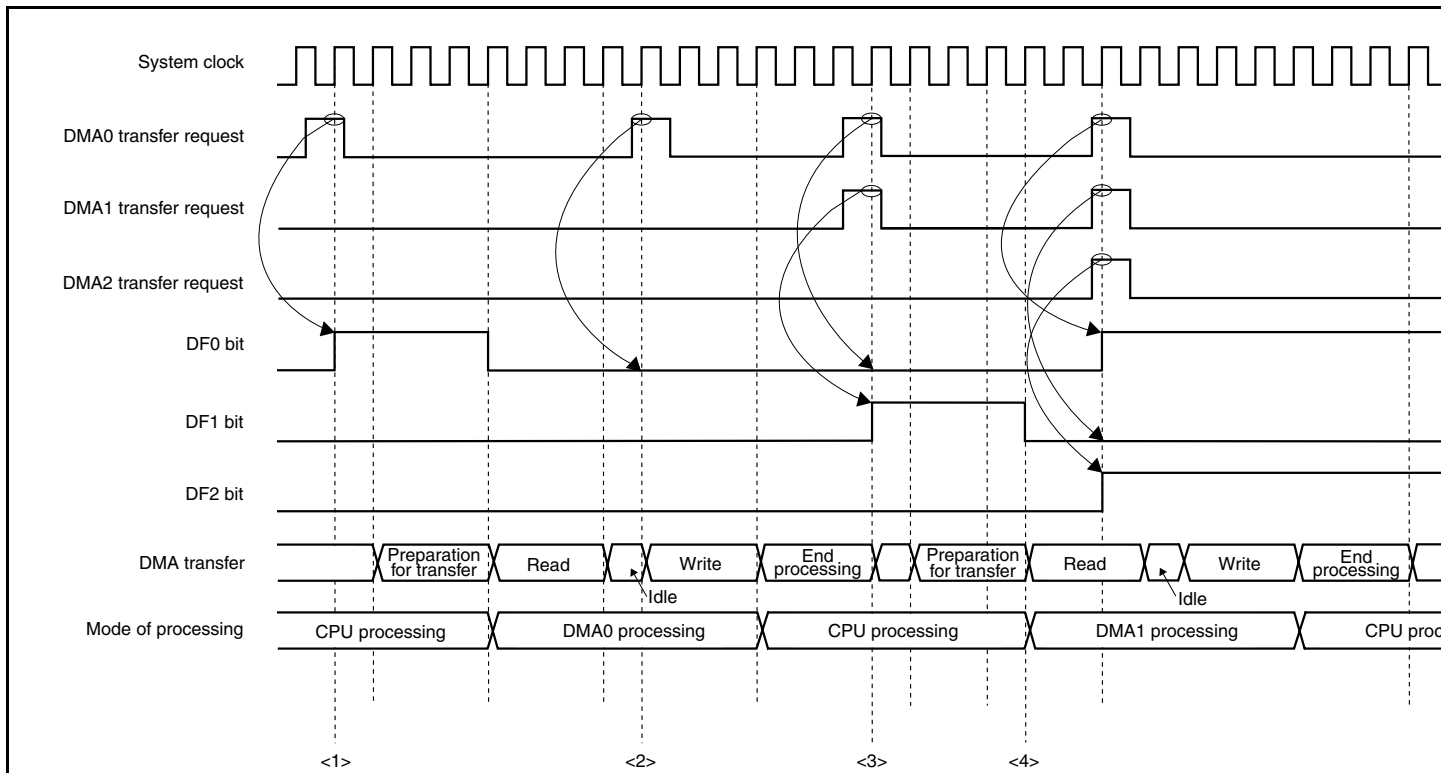 System clock
DMA0 transfer request
DMA1 transfer request
DMA2 transfer request
DF0 bit
DF1 bit
DF2 bit
DMA transfer
Preparation
for transfer
Read
Idle
Write
End
processing
Preparation
for transfer
Read
Idle
Write
End
processing
Mode of processing
CPU processing
DMA0 processing
CPU processing
DMA1 processing
CPU proc
<1>
<2>
<3>
<4>